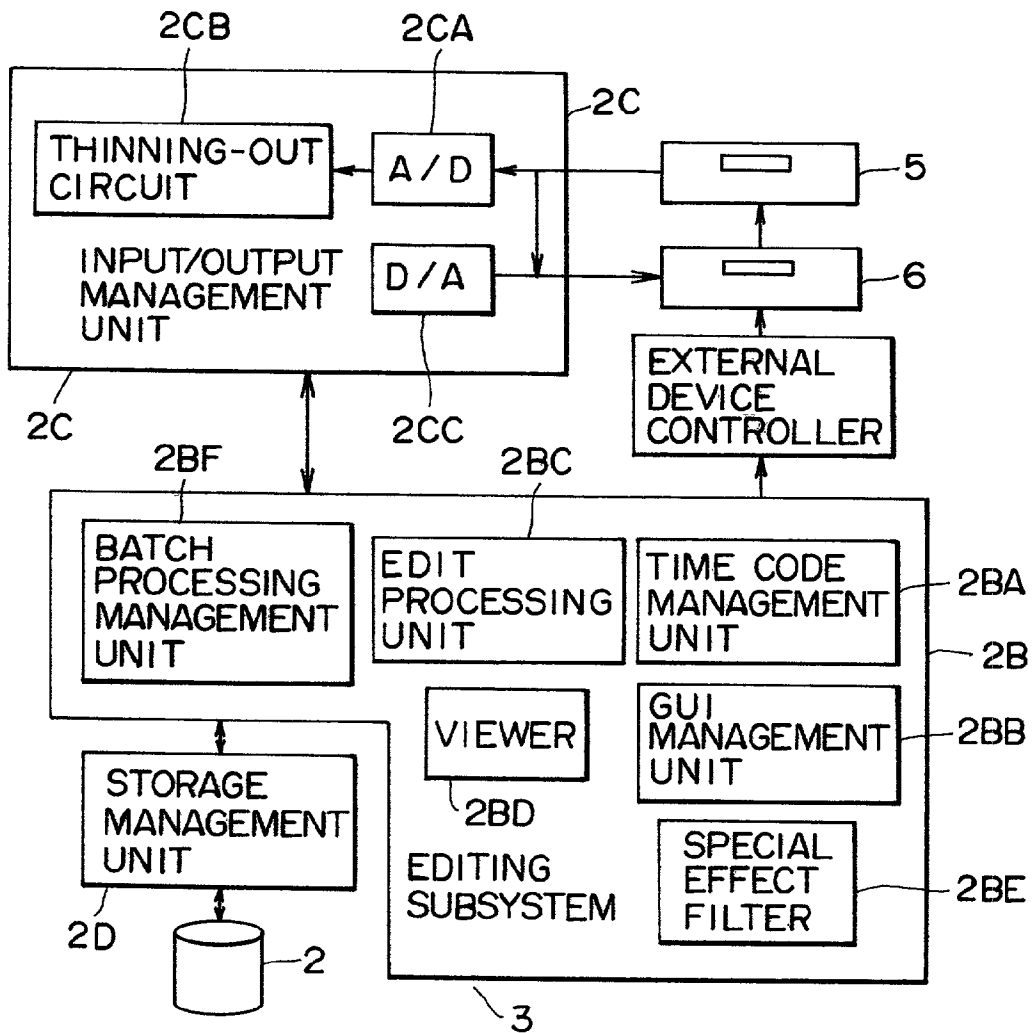 2CB
2CA
2C
THINNING-OUT
CIRCUIT
A/D
5
INPUT/OUTPUT
MANAGEMENT
UNIT
D/A
6
2C
2CC
EXTERNAL
DEVICE
CONTROLLER
2BF
2BC
BATCH
PROCESSING
MANAGEMENT
UNIT
EDIT
PROCESSING
UNIT
TIME CODE
MANAGEMENT
UNIT
2BA
2B
VIEWER
2BD
GUI
MANAGEMENT
UNIT
2BB
STORAGE
MANAGEMENT
UNIT
2D
EDITING
SUBSYSTEM
SPECIAL
EFFECT
FILTER
2BE
2
3